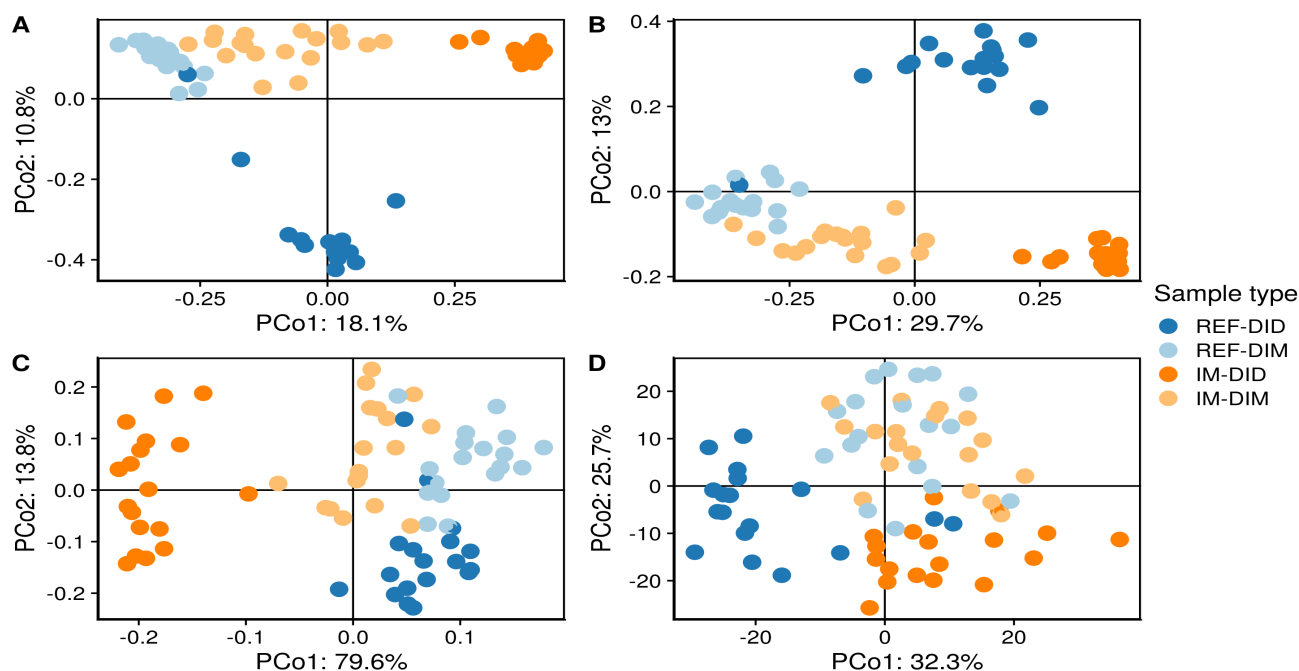 A
0.0
-0.2
-0.4
PCo2: 10.8%
-0.25
0.00
0.25
PCo1: 18.1%
B
0.4
0.2
0.0
-0.2
PCo2: 13%
-0.25
0.00
0.25
PCo1: 29.7%
Sample type
REF-DID
REF-DIM
IM-DID
IM-DIM
C
0.2
0.1
0.0
-0.1
-0.2
PCo2: 13.8%
-0.2
-0.1
0.0
0.1
PCo1: 79.6%
D
20
10
0
-10
-20
PCo2: 25.7%
-20
0
20
PCo1: 32.3%